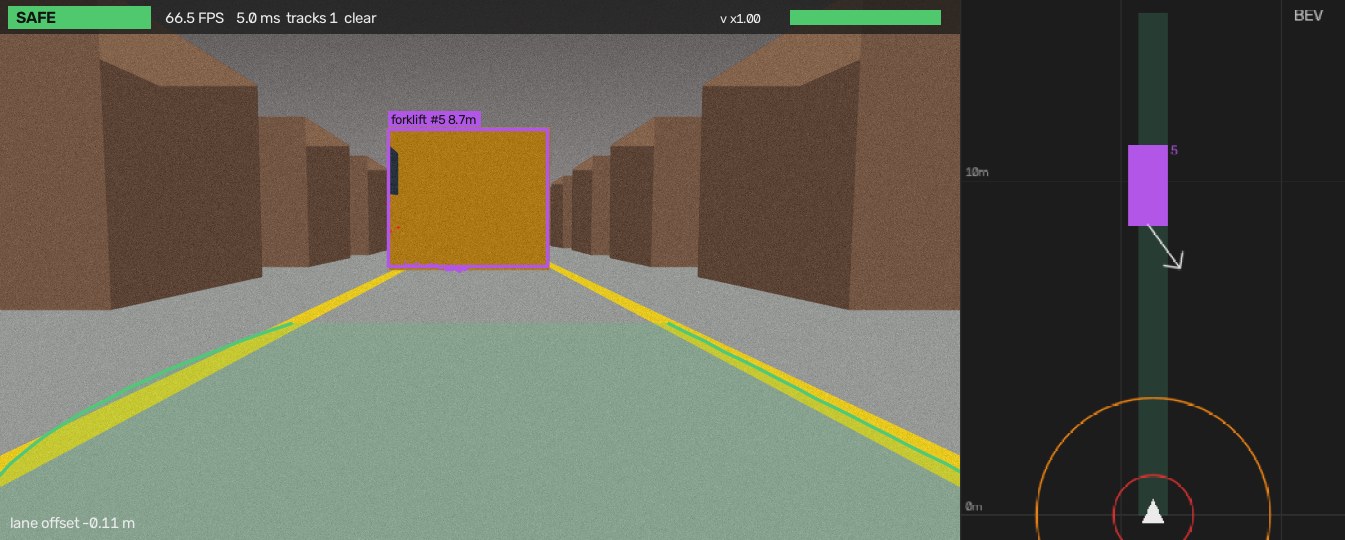 SAFE 66.5 FPS 5.0 ms tracks 1 clear v x1.00
BEV
forklift #5 8.7m
5
10m
0m
lane offset -0.11 m